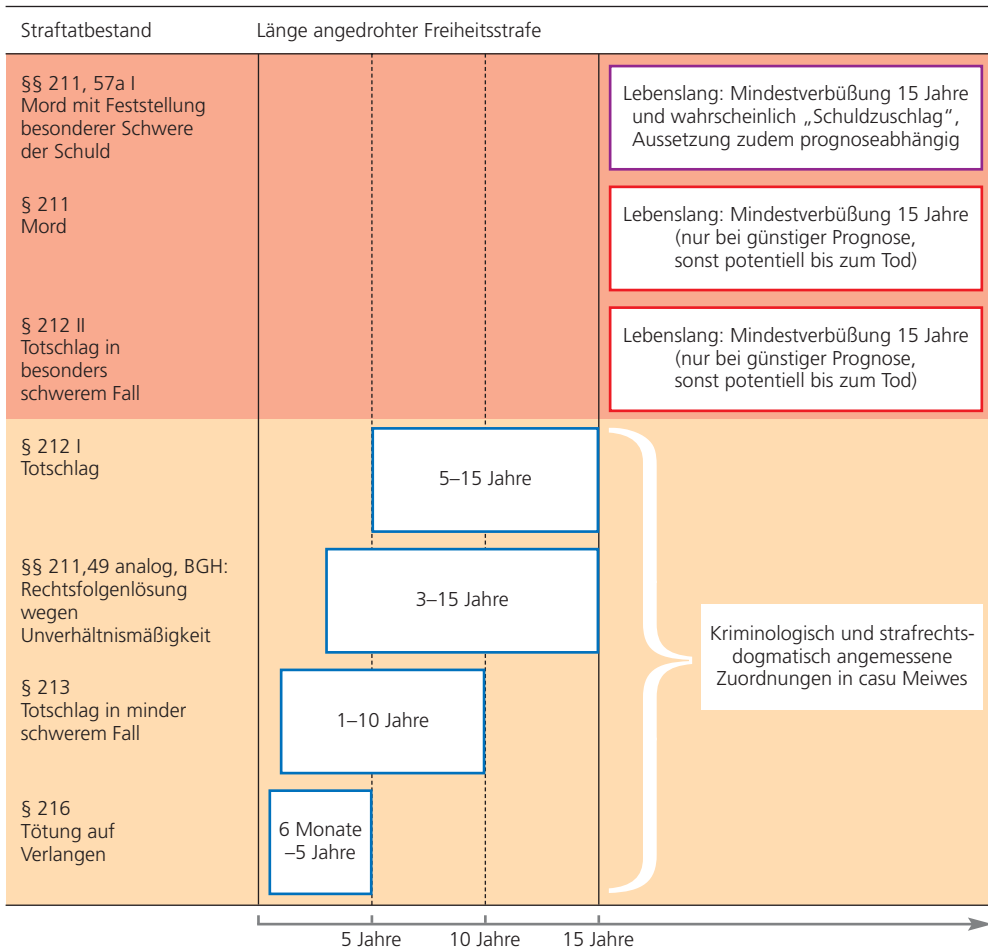 Straftatbestand
Länge angedrohter Freiheitsstrafe
§§ 211, 57a I
Mord mit Feststellung
besonderer Schwere
der Schuld
Lebenslang: Mindestverbüßung 15 Jahre
und wahrscheinlich „Schuldzuschlag“,
Aussetzung zudem prognoseabhängig
§ 211
Mord
Lebenslang: Mindestverbüßung 15 Jahre
(nur bei günstiger Prognose,
sonst potentiell bis zum Tod)
§ 212 II
Totschlag in
besonders
schwerem Fall
Lebenslang: Mindestverbüßung 15 Jahre
(nur bei günstiger Prognose,
sonst potentiell bis zum Tod)
§ 212 I
Totschlag
5–15 Jahre
§§ 211,49 analog, BGH:
Rechtsfolgenlösung
wegen
Unverhältnismäßigkeit
3–15 Jahre
§ 213
Totschlag in minder
schwerem Fall
1–10 Jahre
§ 216
Tötung auf
Verlangen
6 Monate
–5 Jahre
Kriminologisch und strafrechts-
dogmatisch angemessene
Zuordnungen in casu Meiwes
5 Jahre
10 Jahre
15 Jahre